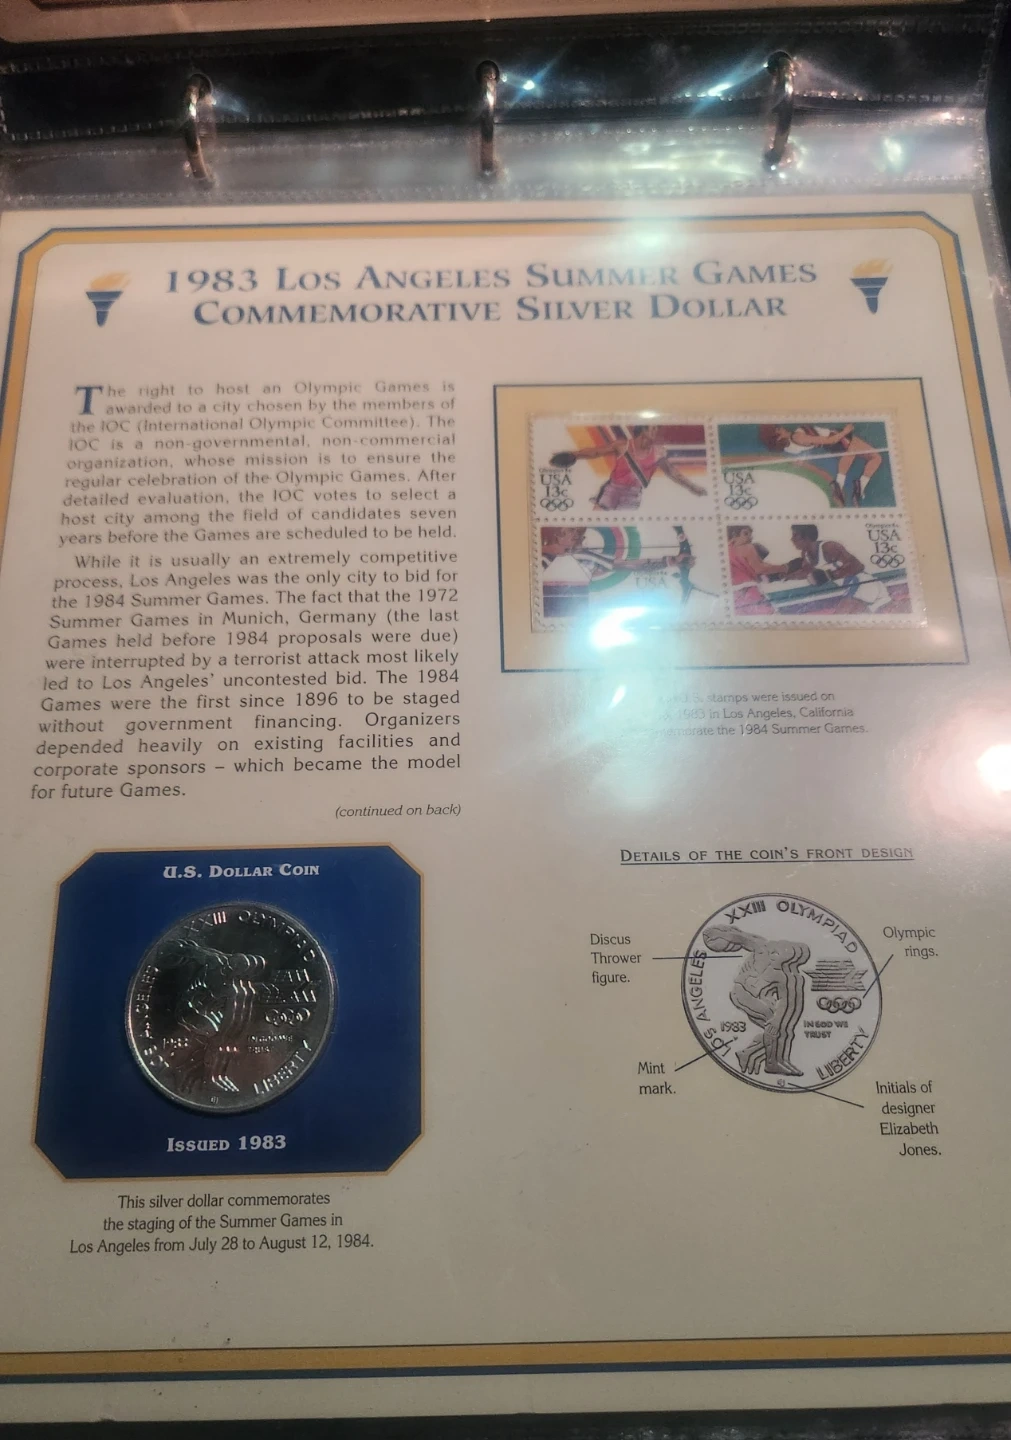 1983 LOS ANGELES SUMMER GAMES
COMMEMORATIVE SILVER DOLLAR
The right to host an Olympic Games is
awarded to a city chosen by the members of
the IOC (International Olympic Committee). The
IOC is a non-governmental, non-commercial
organization, whose mission is to ensure the
regular celebration of the Olympic Games. After
detailed evaluation, the IOC votes to select a
host city among the field of candidates seven
years before the Games are scheduled to be held.
While it is usually an extremely competitive
process, Los Angeles was the only city to bid for
the 1984 Summer Games. The fact that the 1972
Summer Games in Munich, Germany (the last
Games held before 1984 proposals were due)
were interrupted by a terrorist attack most likely
led to Los Angeles' uncontested bid. The 1984
Games were the first since 1896 to be staged
without government financing. Organizers
depended heavily on existing facilities and
corporate sponsors – which became the model
for future Games.
(continued on back)
USA
13c
USA
13c
USA
USA
13c
stamps were issued on
1983 in Los Angeles, California
the 1984 Summer Games.
U.S. DOLLAR COIN
XXIII OLYMPIAD
LOS ANGELES
1983
IN GOD WE
TRUST
LIBERTY
ISSUED 1983
This silver dollar commemorates
the staging of the Summer Games in
Los Angeles from July 28 to August 12, 1984.
DETAILS OF THE COIN'S FRONT DESIGN
Discus
Thrower
figure.
Olympic
rings.
XXIII OLYMPIAD
LOS ANGELES
1983
IN GOD WE
TRUST
LIBERTY
Mint
mark.
Initials of
designer
Elizabeth
Jones.